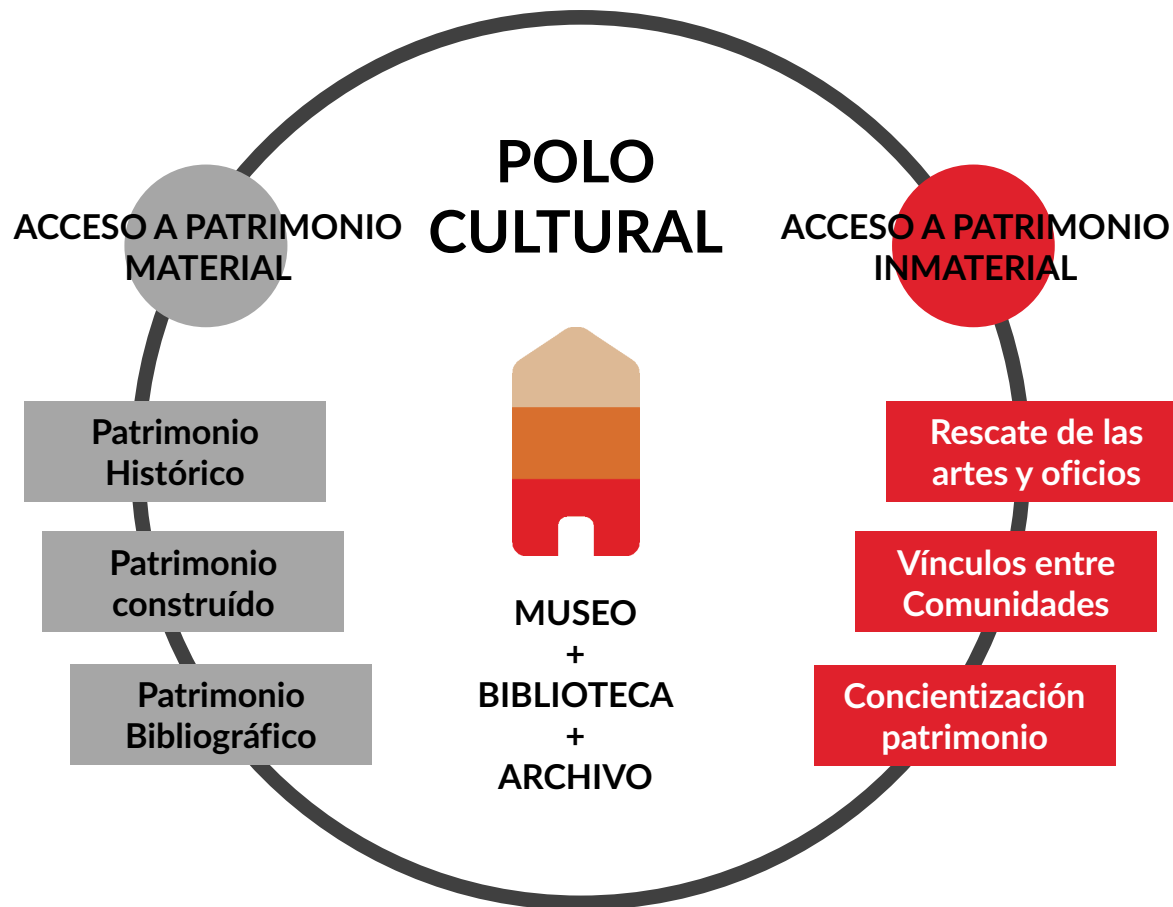 POLO
CULTURAL
ACCESO A PATRIMONIO
MATERIAL
ACCESO A PATRIMONIO
INMATERIAL
Patrimonio
Histórico
Patrimonio
construído
Patrimonio
Bibliográfico
MUSEO
+
BIBLIOTECA
+
ARCHIVO
Rescate de las
artes y oficios
Vínculos entre
Comunidades
Concientización
patrimonio